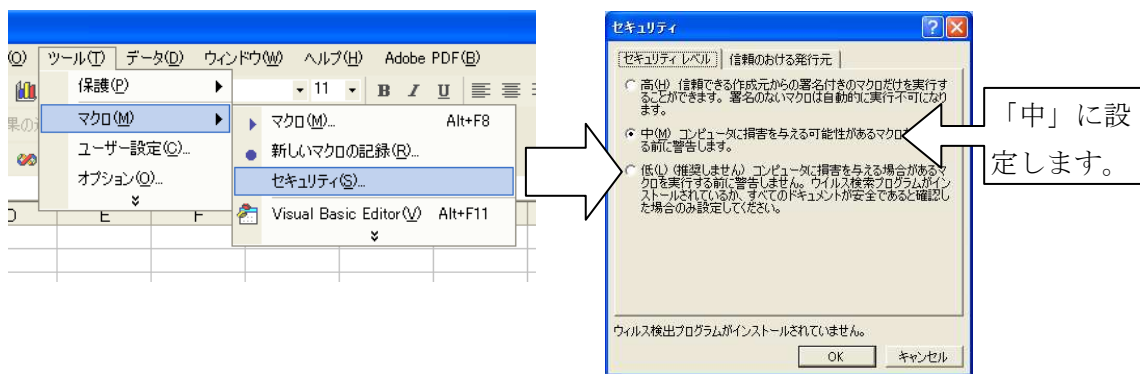 (O) ツール(T) データ(D) ウィンドウ(W) ヘルプ(H) Adobe PDF(B)
保護(P)
11 B I U
マクロ(M)
マクロ(M)... Alt+F8
ユーザー設定(C)...
新しいマクロの記録(R)...
オプション(O)...
セキュリティ(S)...
Visual Basic Editor(V) Alt+F11
E F
セキュリティ
セキュリティ レベル 信頼のおける発行元
高(H) 信頼できる作成元からの署名付きのマクロだけを実行す
ることができます。署名のないマクロは自動的に実行不可になり
ます。
中(M) コンピュータに損害を与える可能性があるマクロ
る前に警告します。
低(L) (推奨しません) コンピュータに損害を与える場合があるマ
クロを実行する前に警告しません。ウイルス検索プログラムがイン
ストールされているか、すべてのドキュメントが安全であると確認し
た場合のみ設定してください。
ウィルス検出プログラムがインストールされていません。
OK キャンセル
「中」に設
定します。